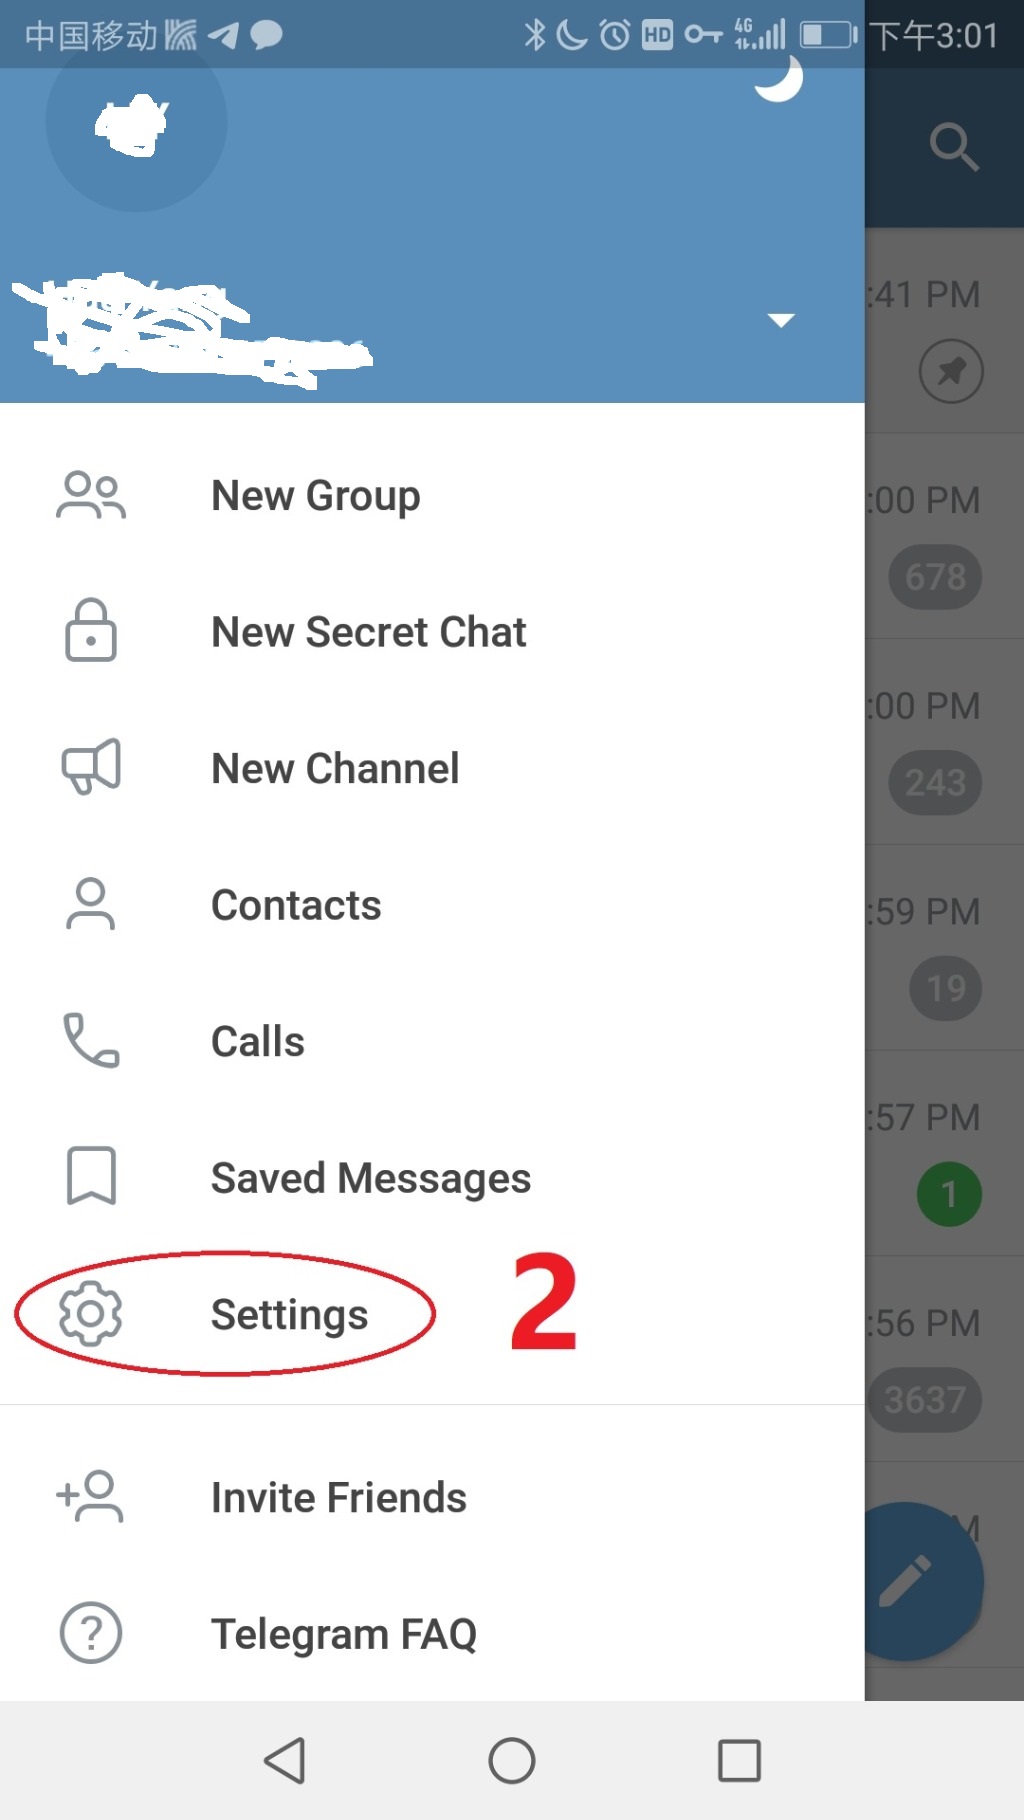 中国移动 HD 4G 下午3:01
:41 PM
New Group
:00 PM
678
New Secret Chat
:00 PM
New Channel
243
Contacts
:59 PM
19
Calls
:57 PM
Saved Messages
1
Settings
2
:56 PM
3637
Invite Friends
M
Telegram FAQ